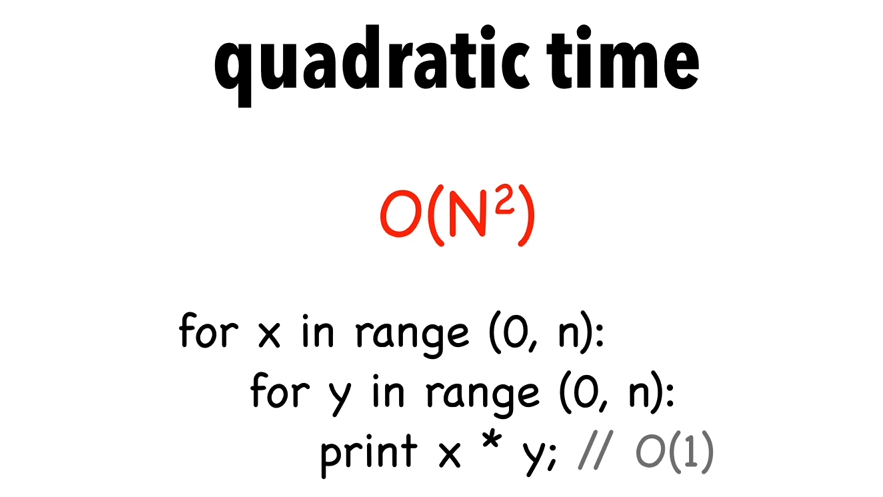 quadratic time
O(N²)
for x in range (0, n):
for y in range (0, n):
print x * y; // O(1)